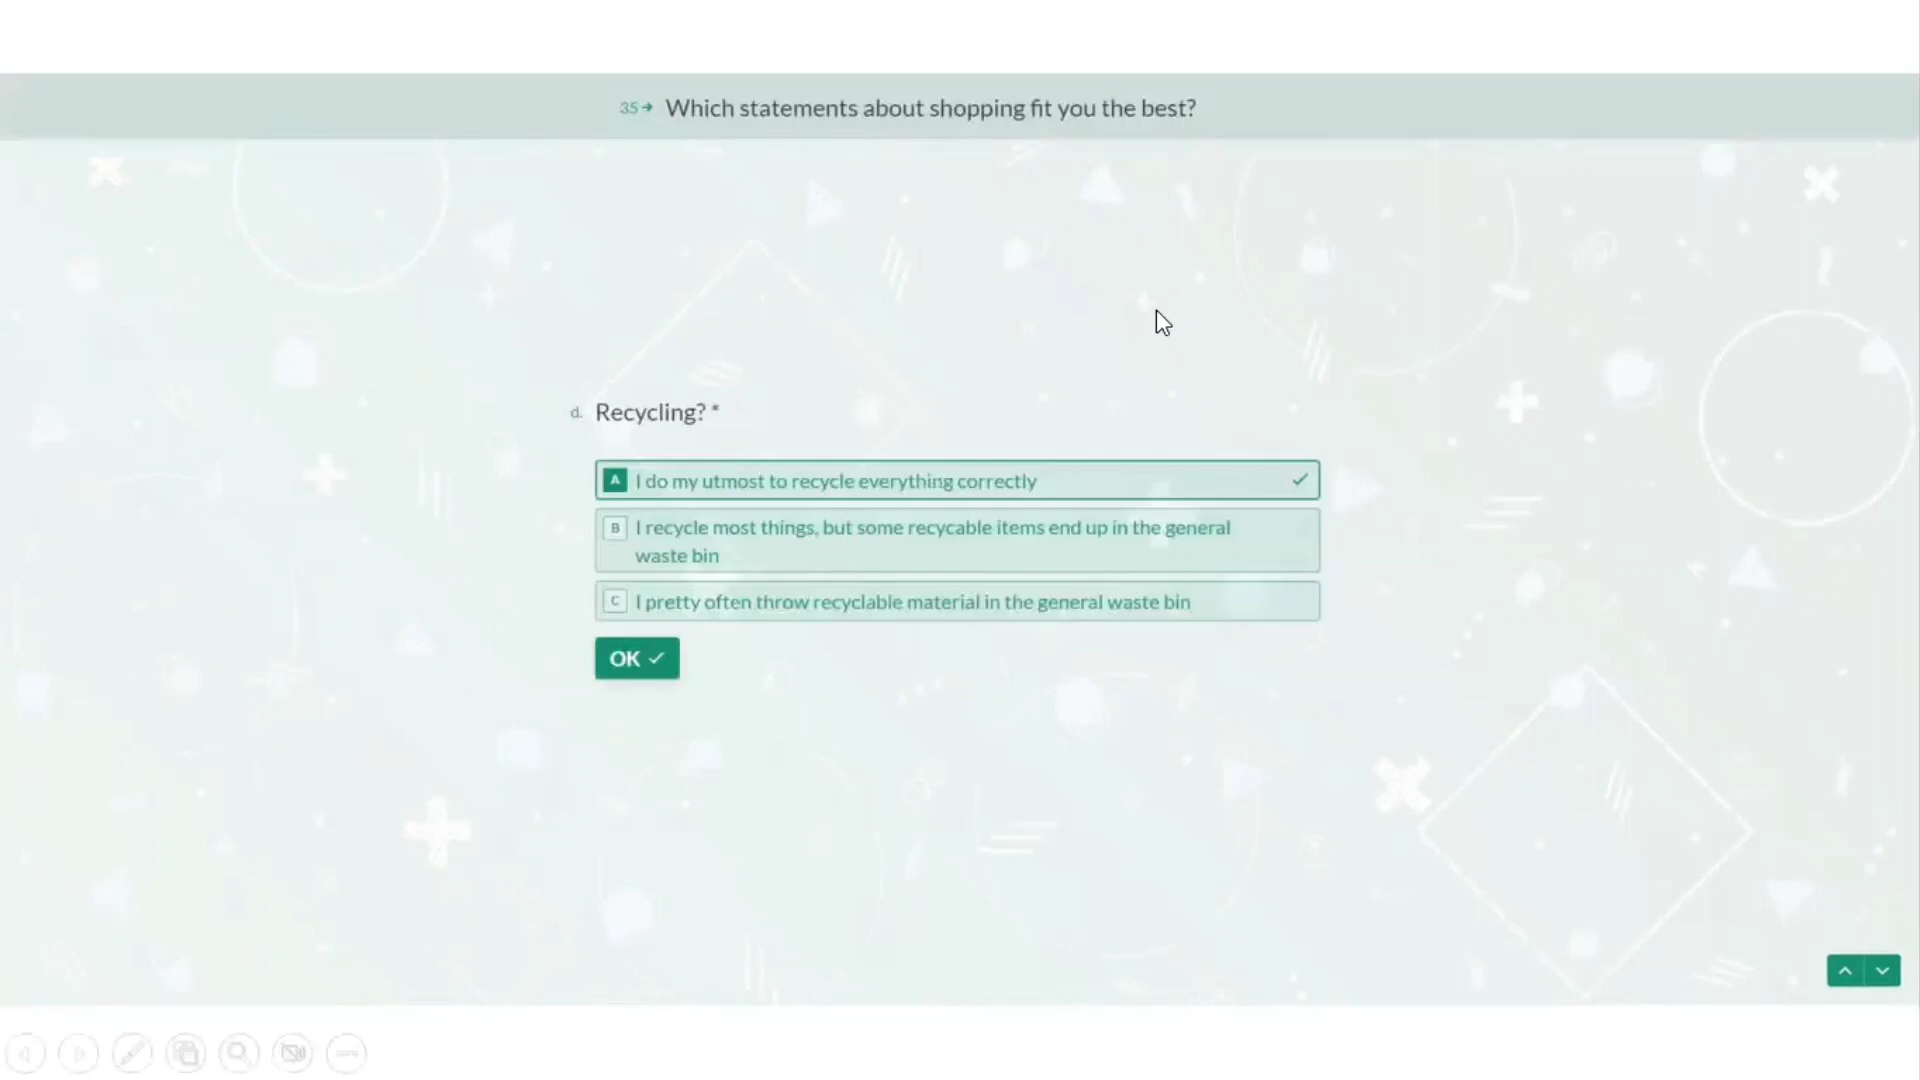 35 Which statements about shopping fit you the best?
d. Recycling? *
A I do my utmost to recycle everything correctly
B I recycle most things, but some recycable items end up in the general
waste bin
C I pretty often throw recyclable material in the general waste bin
OK